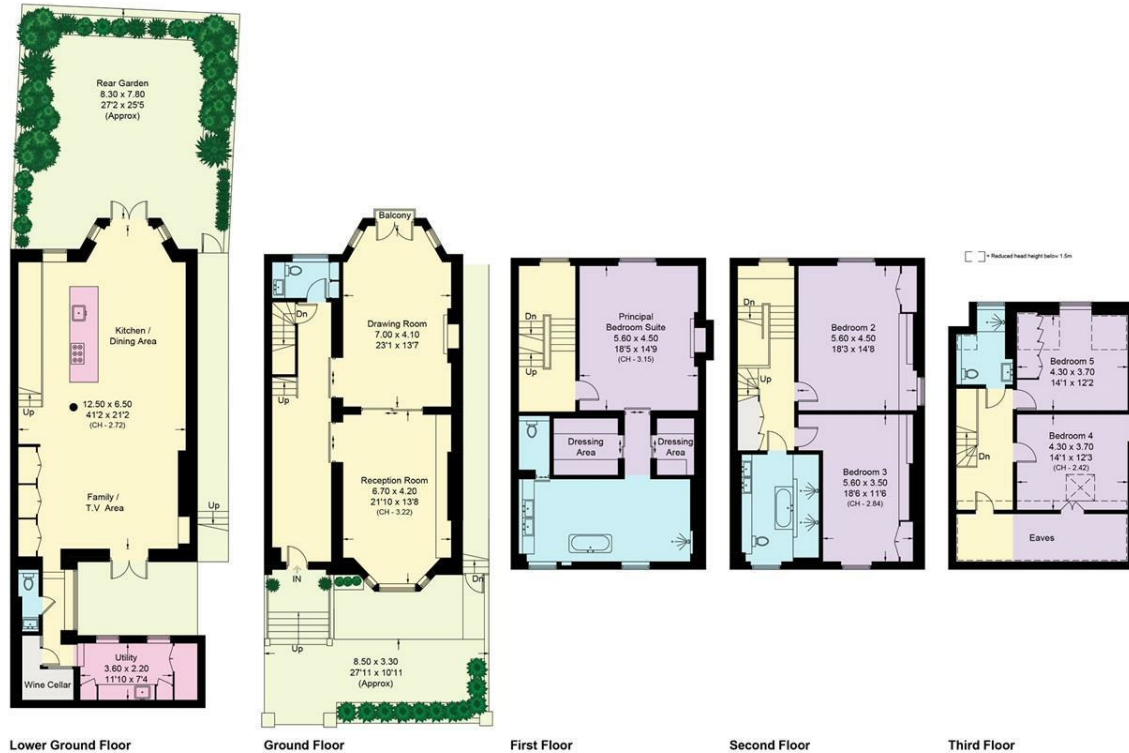 Rear Garden
8.30 x 7.80
27'2 x 25'5
(Approx)
Kitchen /
Dining Area
Up
12.50 x 6.50
41'2 x 21'2
(CH - 2.72)
Family /
T.V Area
Up
Utility
3.60 x 2.20
11'10 x 7'4
Wine Cellar
Lower Ground Floor
Balcony
Dn
Drawing Room
7.00 x 4.10
23'1 x 13'7
Up
Reception Room
6.70 x 4.20
21'10 x 13'8
(CH - 3.22)
IN
Dn
Up
8.50 x 3.30
27'11 x 10'11
(Approx)
Ground Floor
Dn
Up
Principal
Bedroom Suite
5.60 x 4.50
18'5 x 14'9
(CH - 3.15)
Dressing
Area
Dressing
Area
First Floor
Dn
Up
Bedroom 2
5.60 x 4.50
18'3 x 14'8
Bedroom 3
5.60 x 3.50
18'6 x 11'6
(CH - 2.84)
Second Floor
= Reduced head height below 1.5m
Bedroom 5
4.30 x 3.70
14'1 x 12'2
Dn
Bedroom 4
4.30 x 3.70
14'1 x 12'3
(CH - 2.42)
Eaves
Third Floor